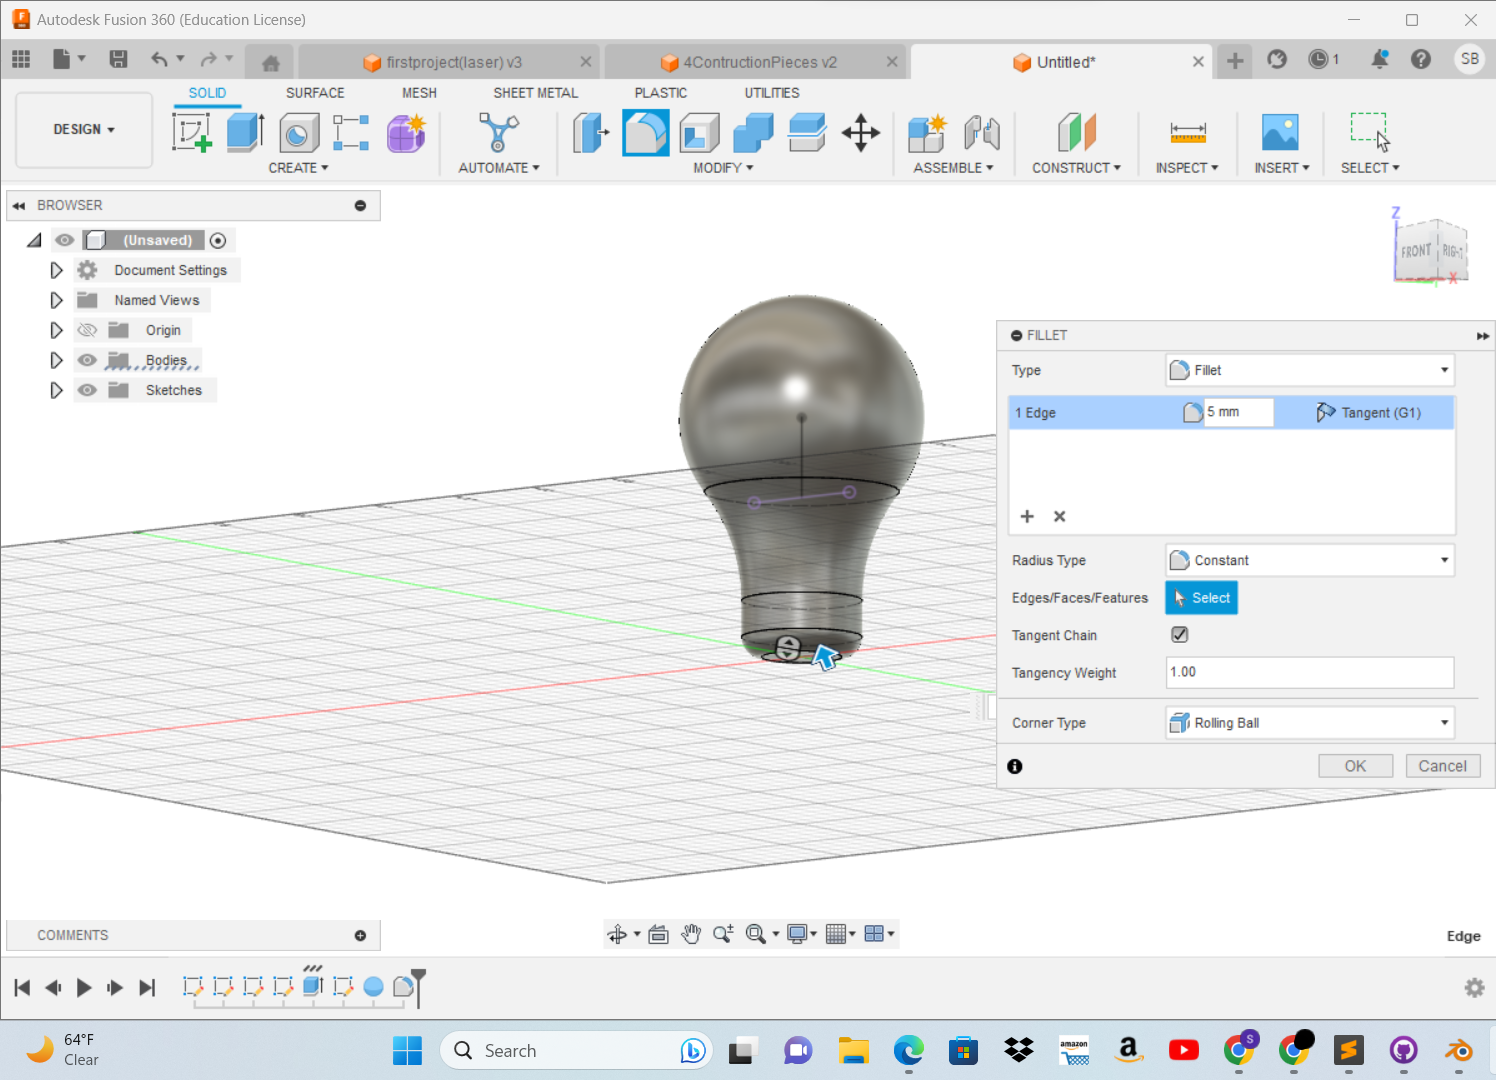 Autodesk Fusion 360 (Education License)
firstproject(laser) v3
4ContructionPieces v2
Untitled*
1
SB
DESIGN
SOLID
SURFACE
MESH
SHEET METAL
PLASTIC
UTILITIES
CREATE
AUTOMATE
MODIFY
ASSEMBLE
CONSTRUCT
INSPECT
INSERT
SELECT
BROWSER
(Unsaved)
Document Settings
Named Views
Origin
Bodies
Sketches
Z
FRONT
RIGHT
X
FILLET
Type
Fillet
1 Edge
5 mm
Tangent (G1)
Radius Type
Constant
Edges/Faces/Features
Select
Tangent Chain
Tangency Weight
1.00
Corner Type
Rolling Ball
OK
Cancel
COMMENTS
Edge
64°F
Clear
Search
S
amazon
a